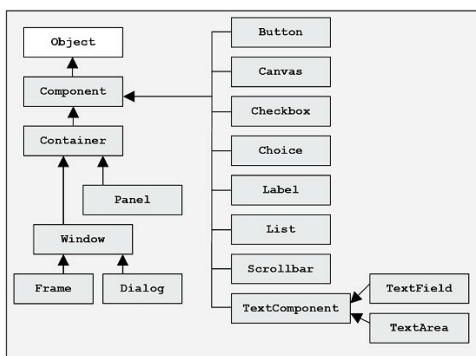 Object
Component
Container
Panel
Window
Frame
Dialog
Button
Canvas
Checkbox
Choice
Label
List
Scrollbar
TextComponent
TextField
TextArea